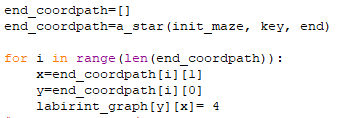 end_coordpath=[]
end_coordpath=a_star(init_maze, key, end)
for i in range(len(end_coordpath)):
    x=end_coordpath[i][1]
    y=end_coordpath[i][0]
    labirint_graph[y][x]= 4